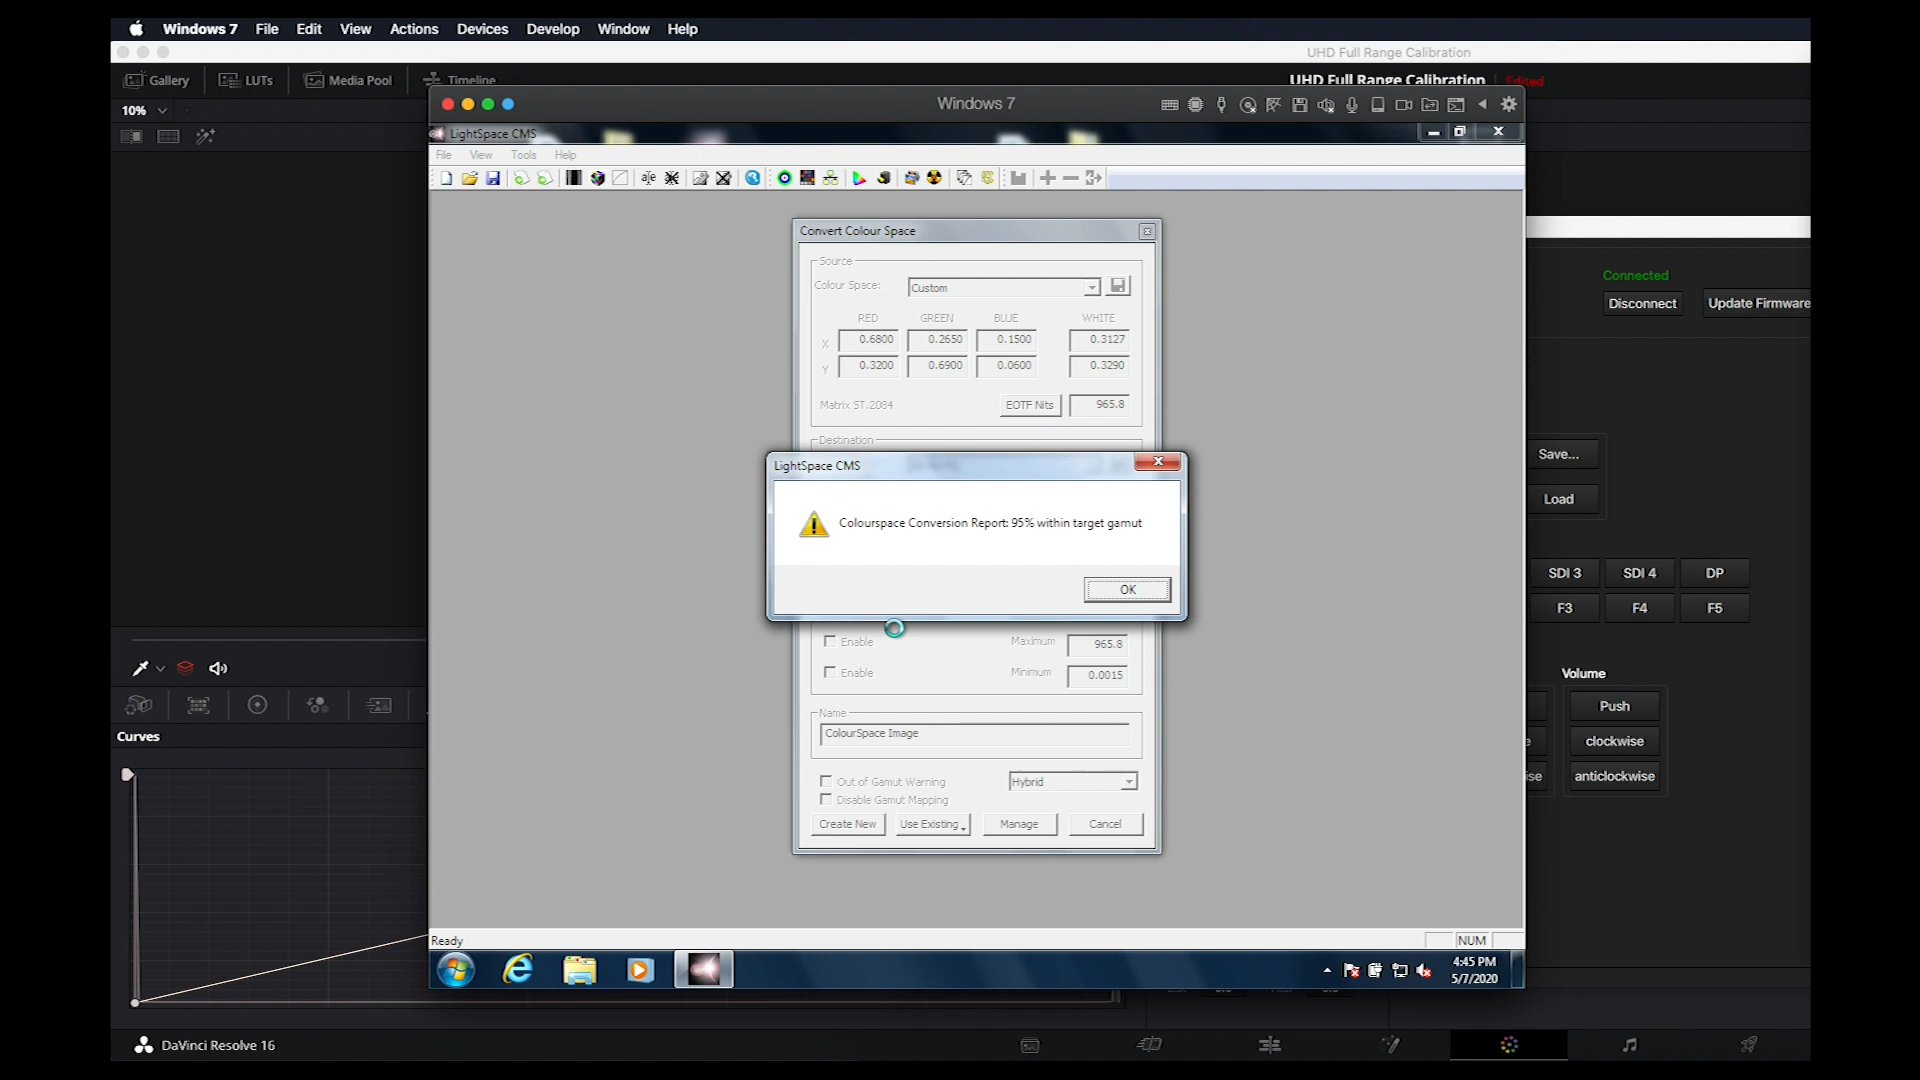 Windows 7 File Edit View Actions Devices Develop Window Help
UHD Full Range Calibration
Gallery LUTs Media Pool Timeline
UHD Full Range Calibration Edited
10%
Windows 7
LightSpace CMS
File View Tools Help
Convert Colour Space
Source
Colour Space: Custom
RED GREEN BLUE WHITE
X 0.6800 0.2650 0.1500 0.3127
Y 0.3200 0.6900 0.0600 0.3290
Matrix ST.2084 EOTF Nits 965.8
Destination
LightSpace CMS
Colourspace Conversion Report: 95% within target gamut
OK
Enable Maximum 965.8
Enable Minimum 0.0015
Name
ColourSpace Image
Out of Gamut Warning Hybrid
Disable Gamut Mapping
Create New Use Existing Manage Cancel
Connected
Disconnect Update Firmware
Save...
Load
SDI 3 SDI 4 DP
F3 F4 F5
Volume
Push
e clockwise
ise anticlockwise
Curves
Ready NUM
4:45 PM
5/7/2020
DaVinci Resolve 16